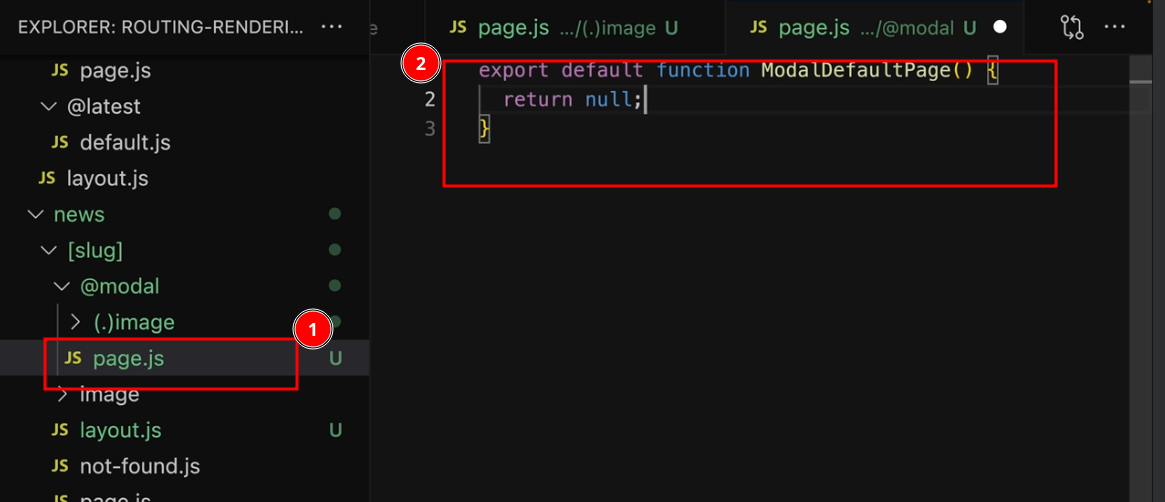 EXPLORER: ROUTING-RENDERI... ...
JS page.js
@latest
JS default.js
JS layout.js
news
[slug]
@modal
(.)image
1
JS page.js U
image
JS layout.js U
JS not-found.js
JS page.js
e JS page.js .../(.)image U JS page.js .../@modal U ...
2
export default function ModalDefaultPage() {
2 return null;
3 }